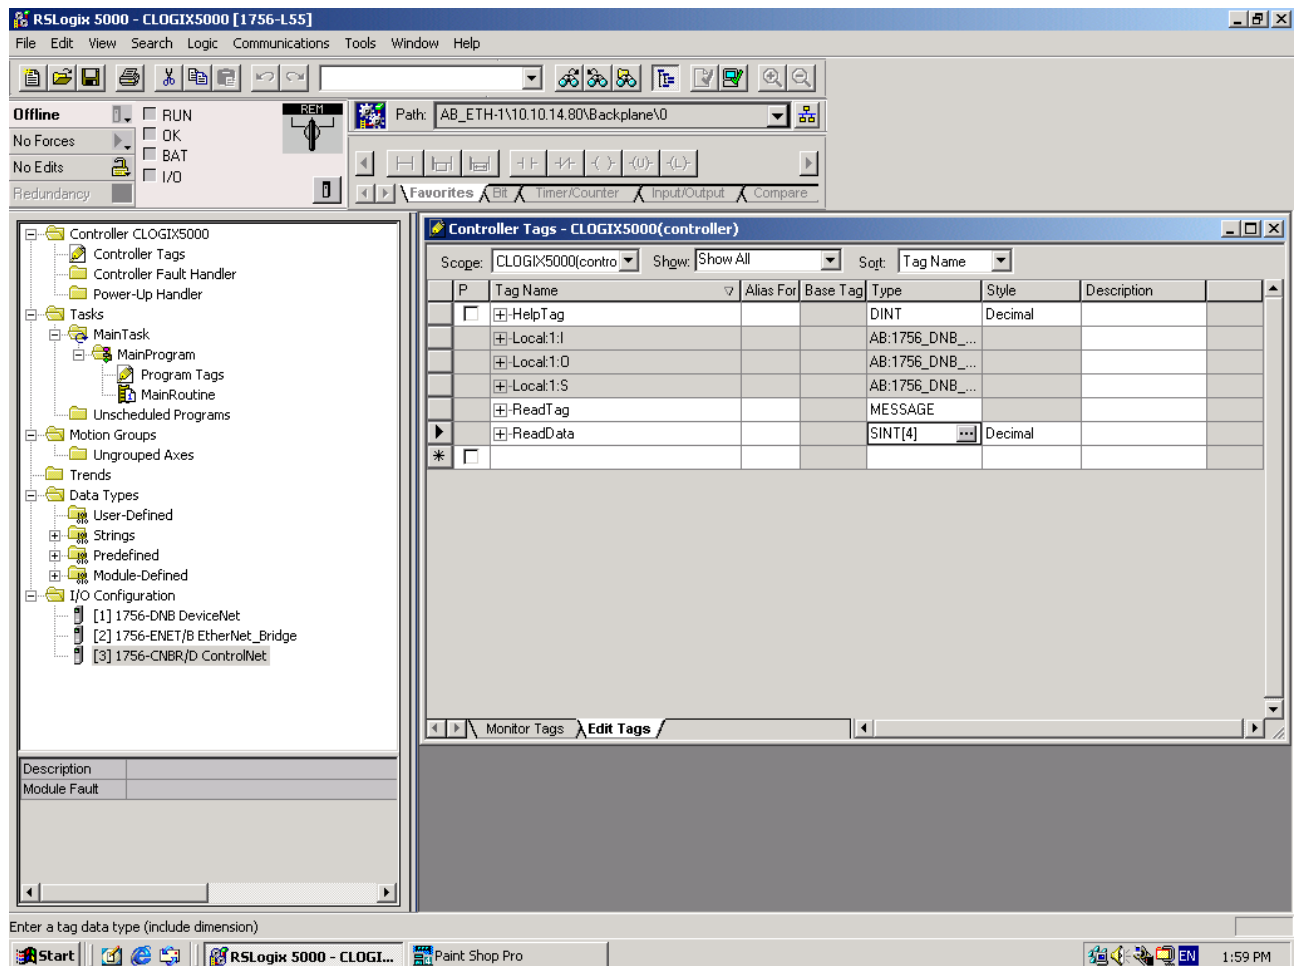 RSLogix 5000 - CLOGIX5000 [1756-L55]
File Edit View Search Logic Communications Tools Window Help
Offline
RUN
REM
Path: AB_ETH-1\10.10.14.80\Backplane\0
No Forces
OK
No Edits
BAT
I/O
Redundancy
Favorites Bit Timer/Counter Input/Output Compare
Controller CLOGIX5000
Controller Tags
Controller Fault Handler
Power-Up Handler
Tasks
MainTask
MainProgram
Program Tags
MainRoutine
Unscheduled Programs
Motion Groups
Ungrouped Axes
Trends
Data Types
User-Defined
Strings
Predefined
Module-Defined
I/O Configuration
[1] 1756-DNB DeviceNet
[2] 1756-ENET/B EtherNet_Bridge
[3] 1756-CNBR/D ControlNet
Description
Module Fault
Controller Tags - CLOGIX5000(controller)
Scope: CLOGIX5000(contro Show: Show All Sort: Tag Name
P Tag Name Alias For Base Tag Type Style Description
HelpTag DINT Decimal
Local:1:I AB:1756_DNB_...
Local:1:O AB:1756_DNB_...
Local:1:S AB:1756_DNB_...
ReadTag MESSAGE
ReadData SINT[4] ... Decimal
Monitor Tags Edit Tags
Enter a tag data type (include dimension)
Start RSLogix 5000 - CLOGI... Paint Shop Pro EN 1:59 PM